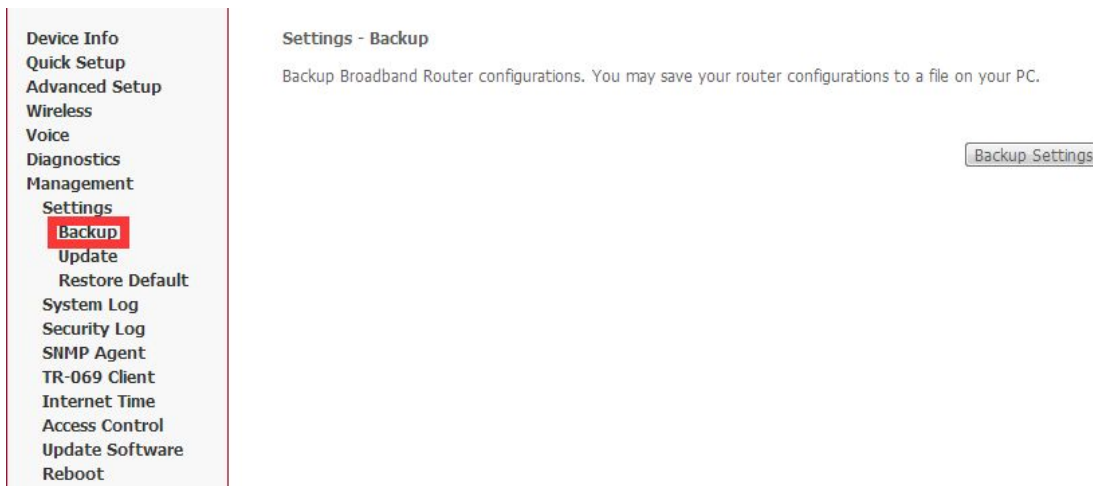 Device Info
Quick Setup
Advanced Setup
Wireless
Voice
Diagnostics
Management
Settings
Backup
Update
Restore Default
System Log
Security Log
SNMP Agent
TR-069 Client
Internet Time
Access Control
Update Software
Reboot
Settings - Backup
Backup Broadband Router configurations. You may save your router configurations to a file on your PC.
Backup Settings